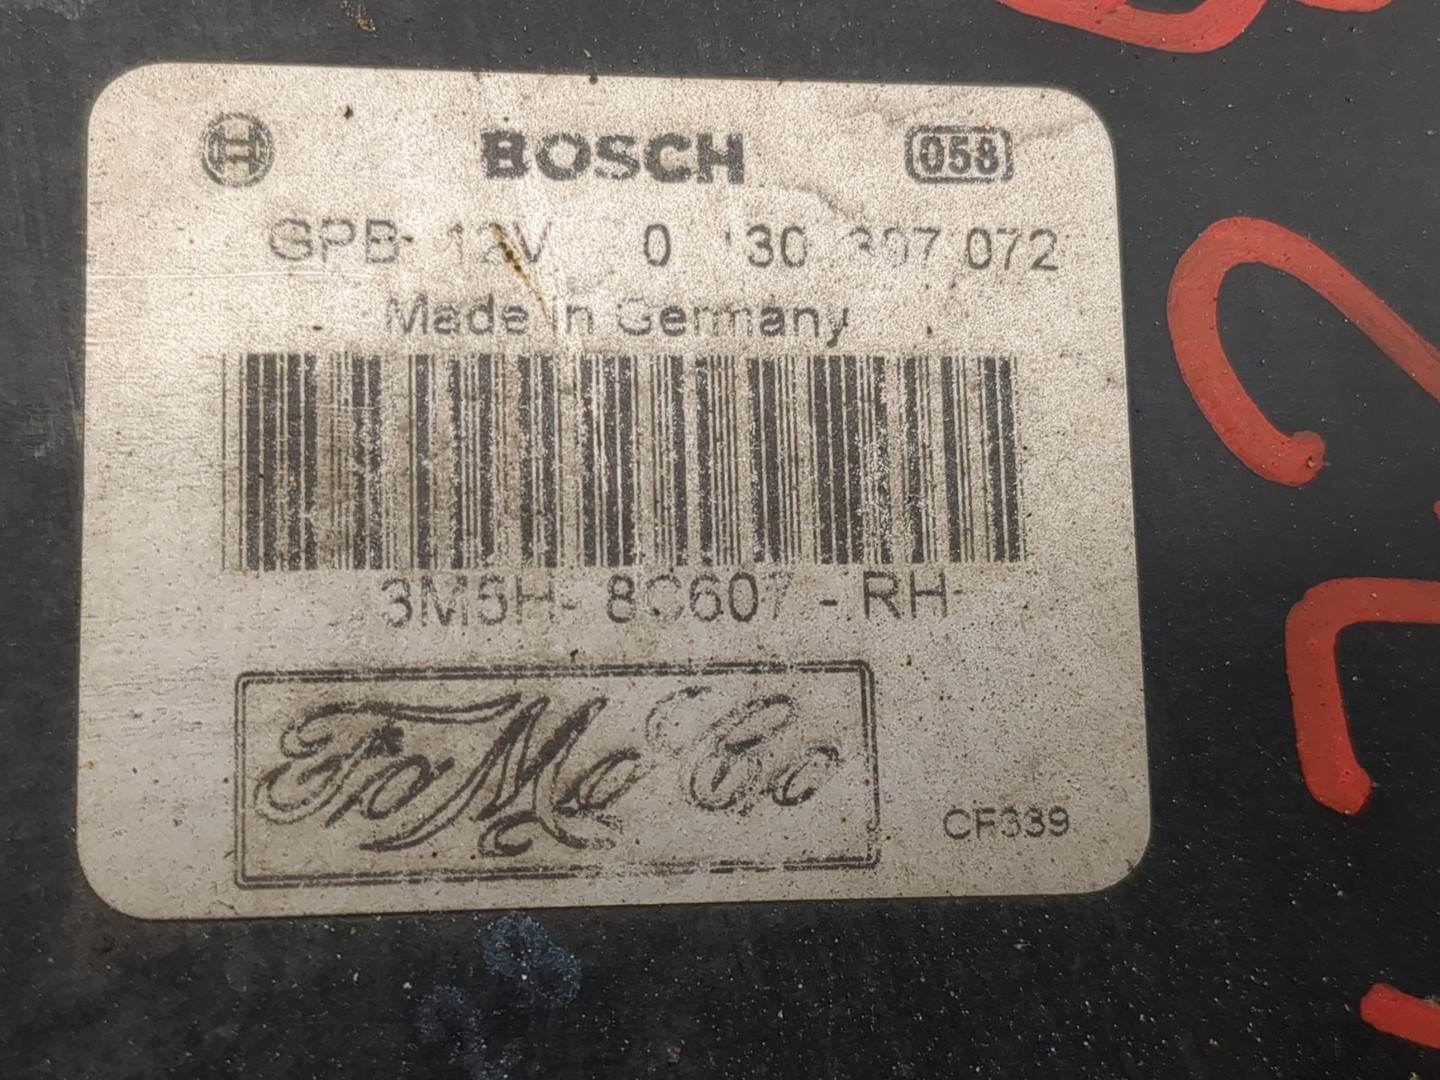 BOSCH 058
GPB 12V 0 130 307 072
Made in Germany
3M5H-8C607-RH
FoMoCo
CF339